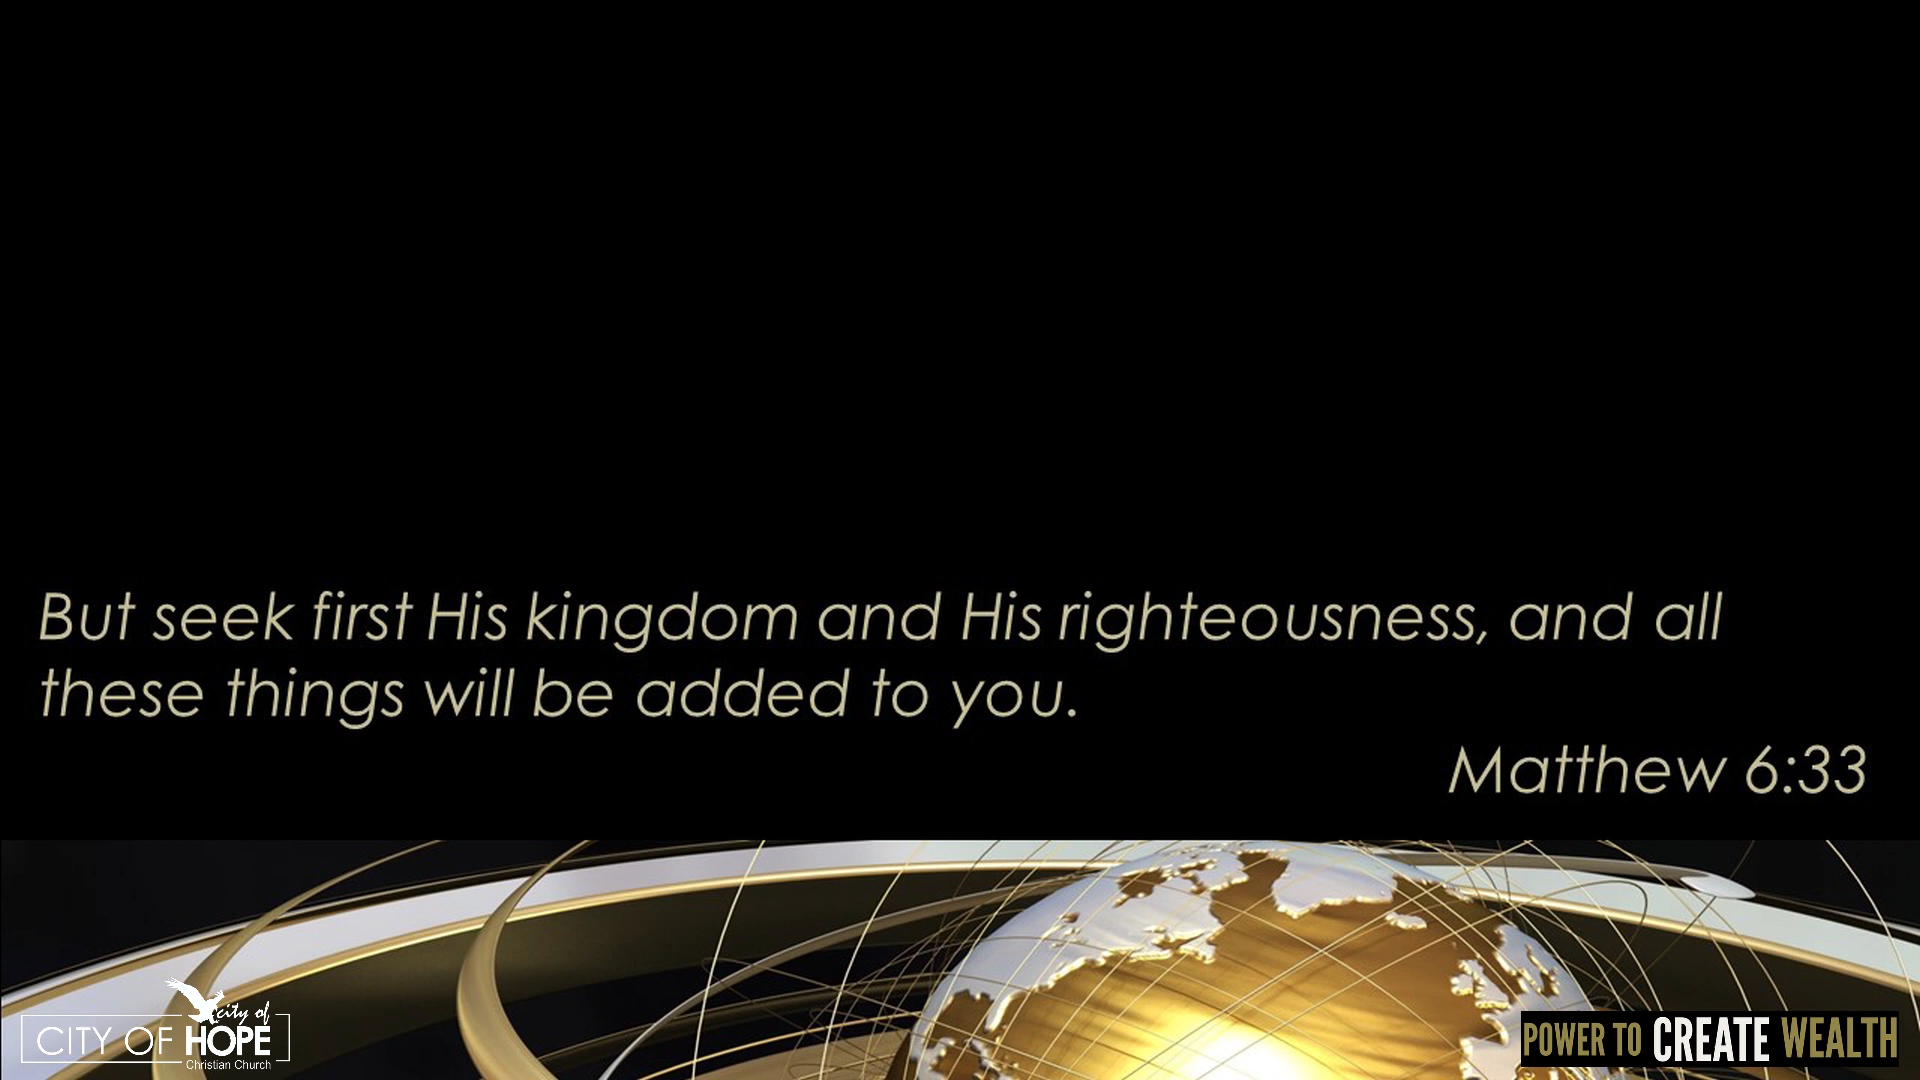 But seek first His kingdom and His righteousness, and all
these things will be added to you.
Matthew 6:33
city of
CITY OF HOPE
Christian Church
POWER TO CREATE WEALTH